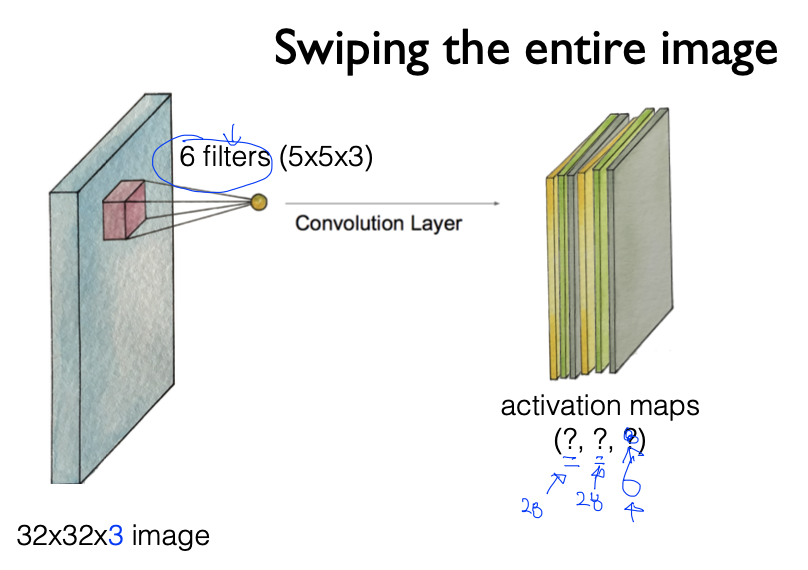 Swiping the entire image
6 filters (5x5x3)
Convolution Layer
activation maps
(?, ?, ?)
28 28 6
32x32x3 image